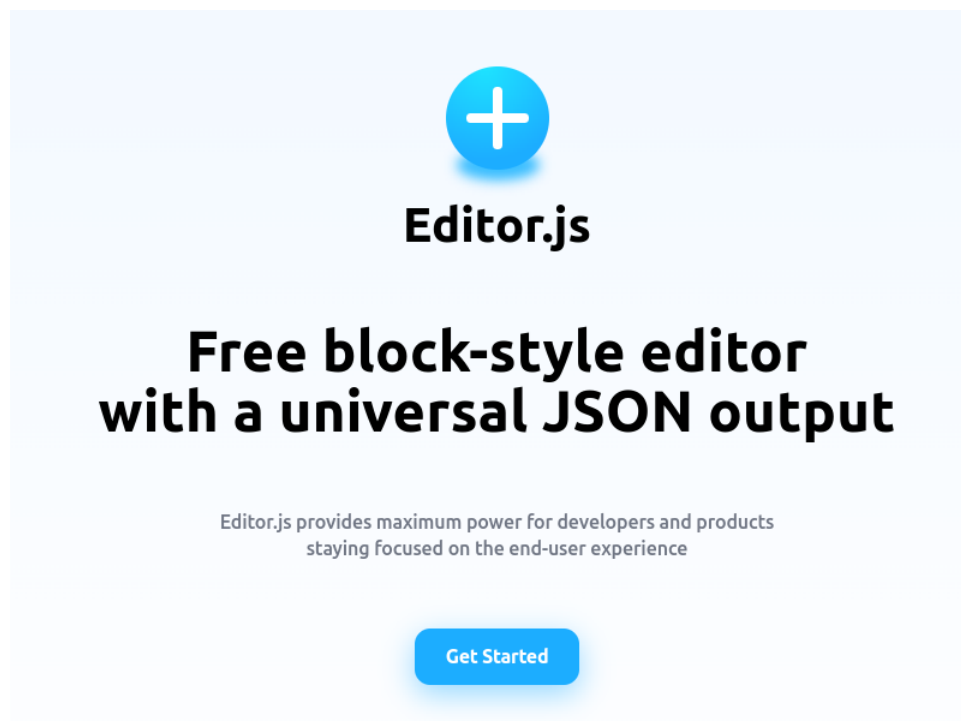 Editor.js
Free block-style editor
with a universal JSON output
Editor.js provides maximum power for developers and products
staying focused on the end-user experience
Get Started